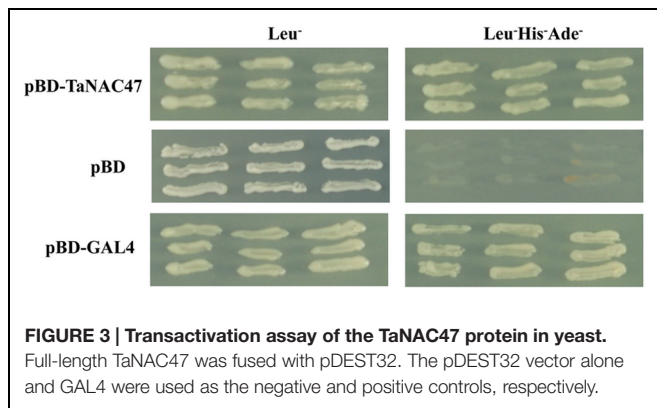 Leu⁻ Leu⁻His⁻Ade⁻
pBD-TaNAC47
pBD
pBD-GAL4
FIGURE 3 | Transactivation assay of the TaNAC47 protein in yeast.
Full-length TaNAC47 was fused with pDEST32. The pDEST32 vector alone
and GAL4 were used as the negative and positive controls, respectively.